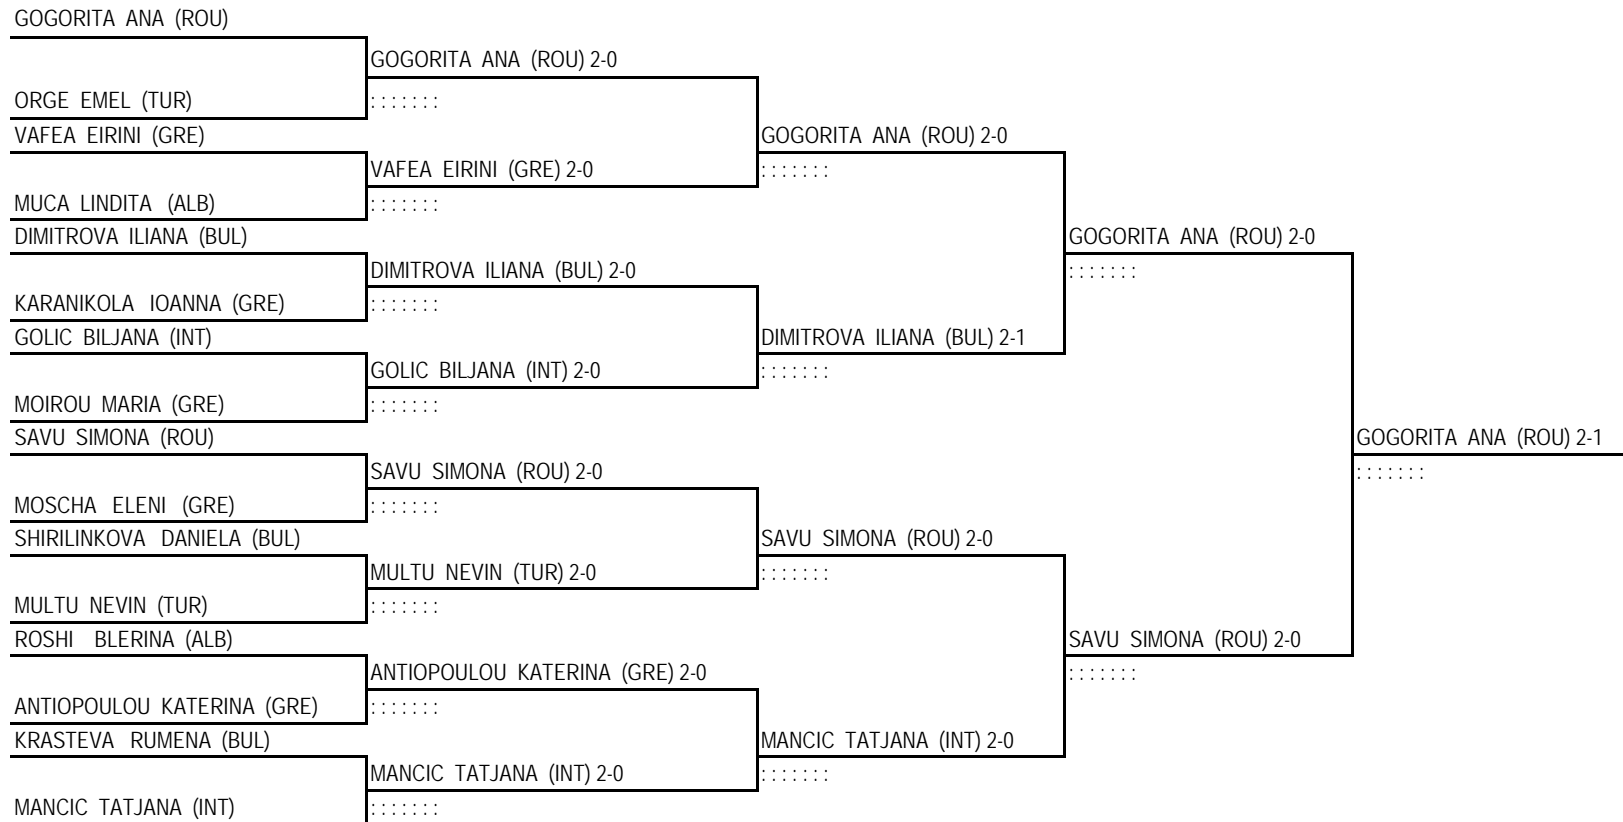 GOGORITA ANA (ROU)
GOGORITA ANA (ROU) 2-0
ORGE EMEL (TUR)
: : : : : : :
VAFEA EIRINI (GRE)
GOGORITA ANA (ROU) 2-0
VAFEA EIRINI (GRE) 2-0
: : : : : : :
MUCA LINDITA (ALB)
: : : : : : :
DIMITROVA ILIANA (BUL)
GOGORITA ANA (ROU) 2-0
DIMITROVA ILIANA (BUL) 2-0
: : : : : : :
KARANIKOLA IOANNA (GRE)
: : : : : : :
GOLIC BILJANA (INT)
DIMITROVA ILIANA (BUL) 2-1
GOLIC BILJANA (INT) 2-0
: : : : : : :
MOIROU MARIA (GRE)
: : : : : : :
SAVU SIMONA (ROU)
GOGORITA ANA (ROU) 2-1
SAVU SIMONA (ROU) 2-0
: : : : : : :
MOSCHA ELENI (GRE)
: : : : : : :
SHIRILINKOVA DANIELA (BUL)
SAVU SIMONA (ROU) 2-0
MULTU NEVIN (TUR) 2-0
: : : : : : :
MULTU NEVIN (TUR)
: : : : : : :
ROSHI BLERINA (ALB)
SAVU SIMONA (ROU) 2-0
ANTIOPOULOU KATERINA (GRE) 2-0
: : : : : : :
ANTIOPOULOU KATERINA (GRE)
: : : : : : :
KRASTEVA RUMENA (BUL)
MANCIC TATJANA (INT) 2-0
MANCIC TATJANA (INT) 2-0
: : : : : : :
MANCIC TATJANA (INT)
: : : : : : :